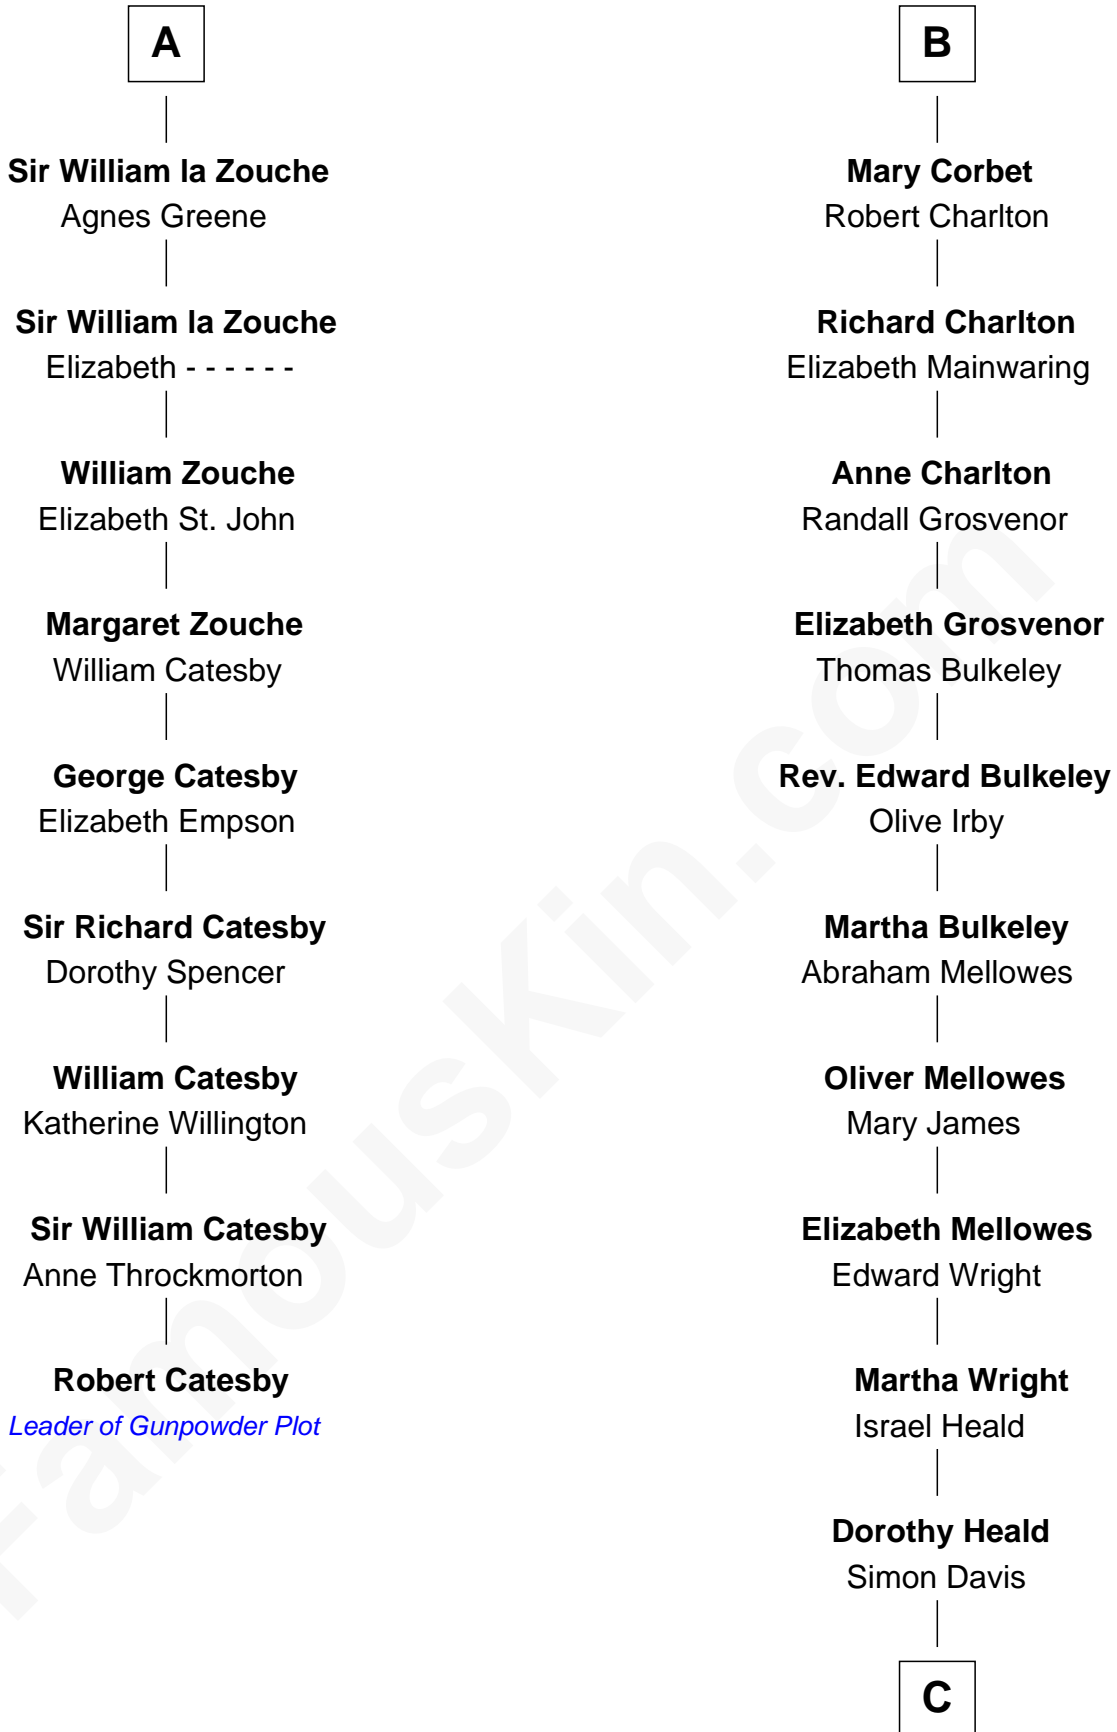 A
Sir William la Zouche
Agnes Greene
Sir William la Zouche
Elizabeth - - - - - -
William Zouche
Elizabeth St. John
Margaret Zouche
William Catesby
George Catesby
Elizabeth Empson
Sir Richard Catesby
Dorothy Spencer
William Catesby
Katherine Willington
Sir William Catesby
Anne Throckmorton
Robert Catesby
Leader of Gunpowder Plot
B
Mary Corbet
Robert Charlton
Richard Charlton
Elizabeth Mainwaring
Anne Charlton
Randall Grosvenor
Elizabeth Grosvenor
Thomas Bulkeley
Rev. Edward Bulkeley
Olive Irby
Martha Bulkeley
Abraham Mellowes
Oliver Mellowes
Mary James
Elizabeth Mellowes
Edward Wright
Martha Wright
Israel Heald
Dorothy Heald
Simon Davis
C
FamousKin.com